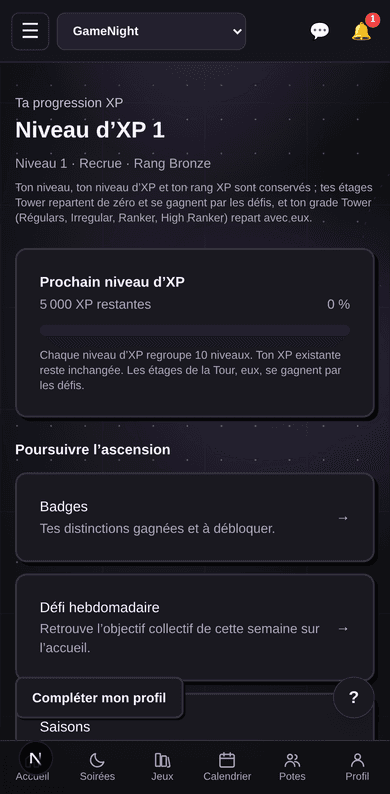 GameNight
1
Ta progression XP
Niveau d’XP 1
Niveau 1 · Recrue · Rang Bronze
Ton niveau, ton niveau d’XP et ton rang XP sont conservés ; tes étages
Tower repartent de zéro et se gagnent par les défis, et ton grade Tower
(Régulars, Irregular, Ranker, High Ranker) repart avec eux.
Prochain niveau d’XP
5 000 XP restantes 0 %
Chaque niveau d’XP regroupe 10 niveaux. Ton XP existante
reste inchangée. Les étages de la Tour, eux, se gagnent par
les défis.
Poursuivre l’ascension
Badges
Tes distinctions gagnées et à débloquer. →
Défi hebdomadaire
Retrouve l’objectif collectif de cette semaine sur →
l’accueil.
Compléter mon profil ?
Saisons
N
Accueil Soirées Jeux Calendrier Potes Profil